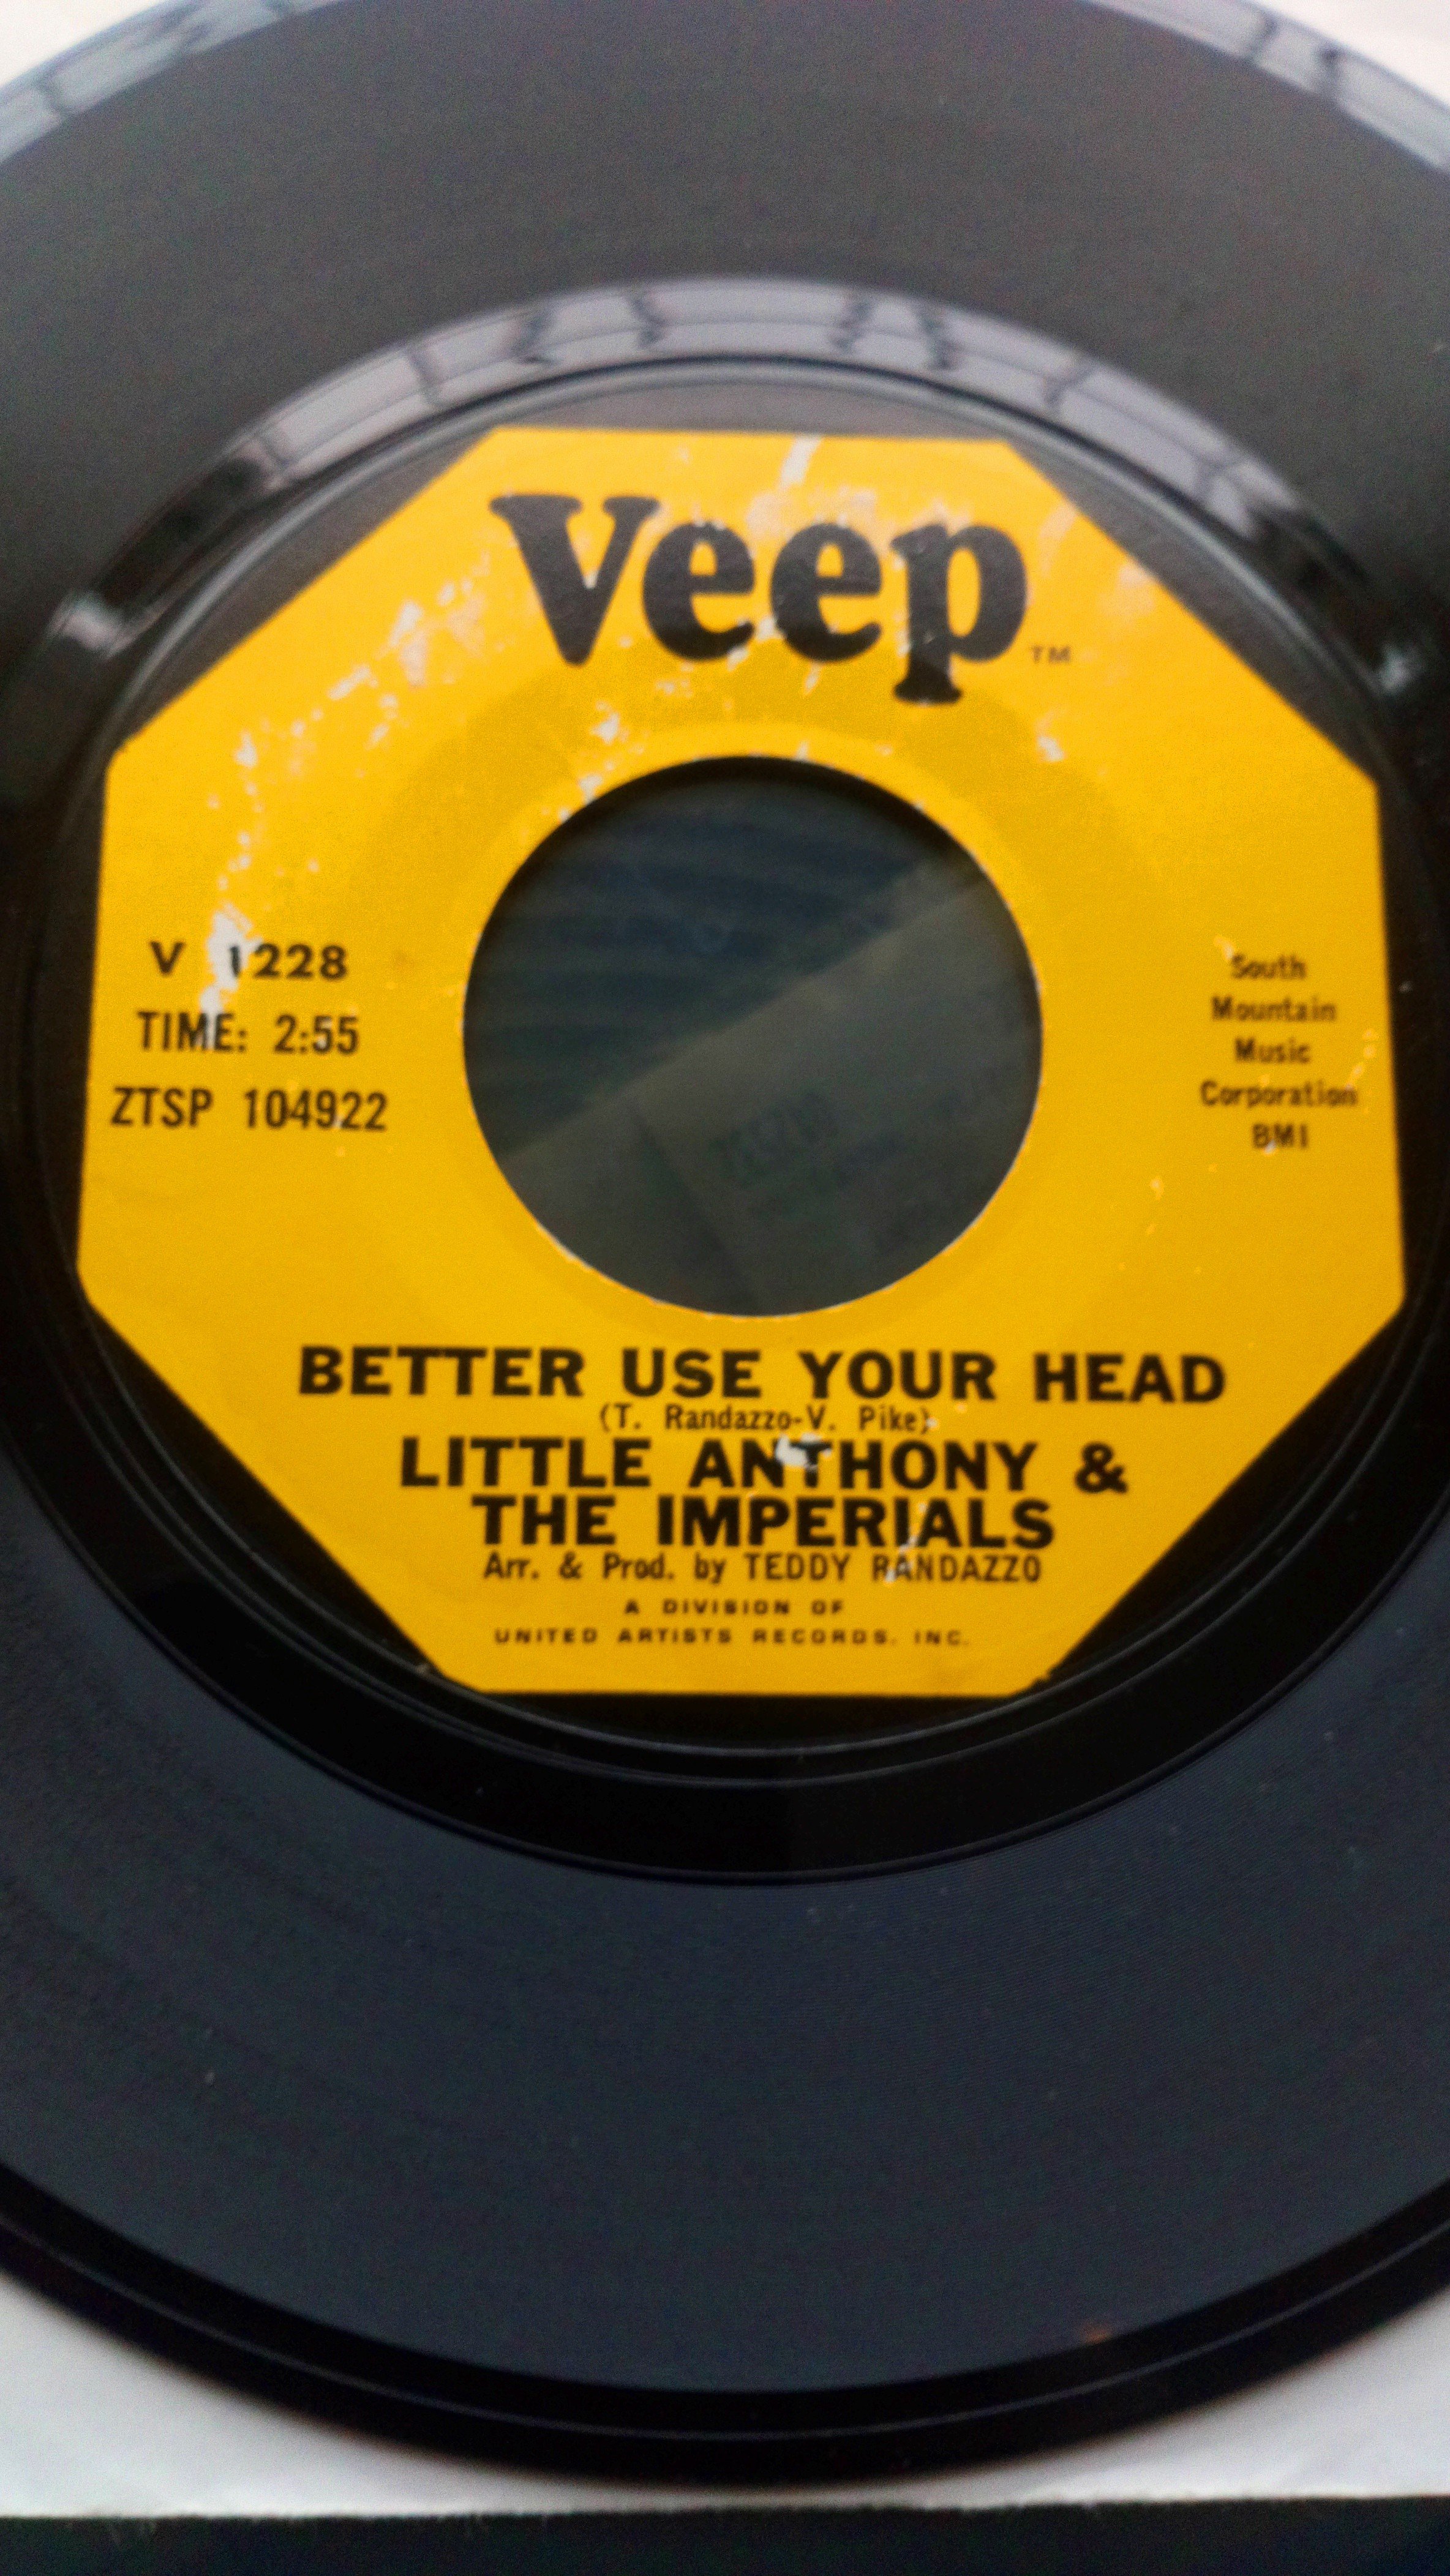 Veep
TM
V 1228
TIME: 2:55
ZTSP 104922
South
Mountain
Music
Corporation
BMI
BETTER USE YOUR HEAD
(T. Randazzo-V. Pike)
LITTLE ANTHONY &
THE IMPERIALS
Arr. & Prod. by TEDDY RANDAZZO
A DIVISION OF
UNITED ARTISTS RECORDS, INC.